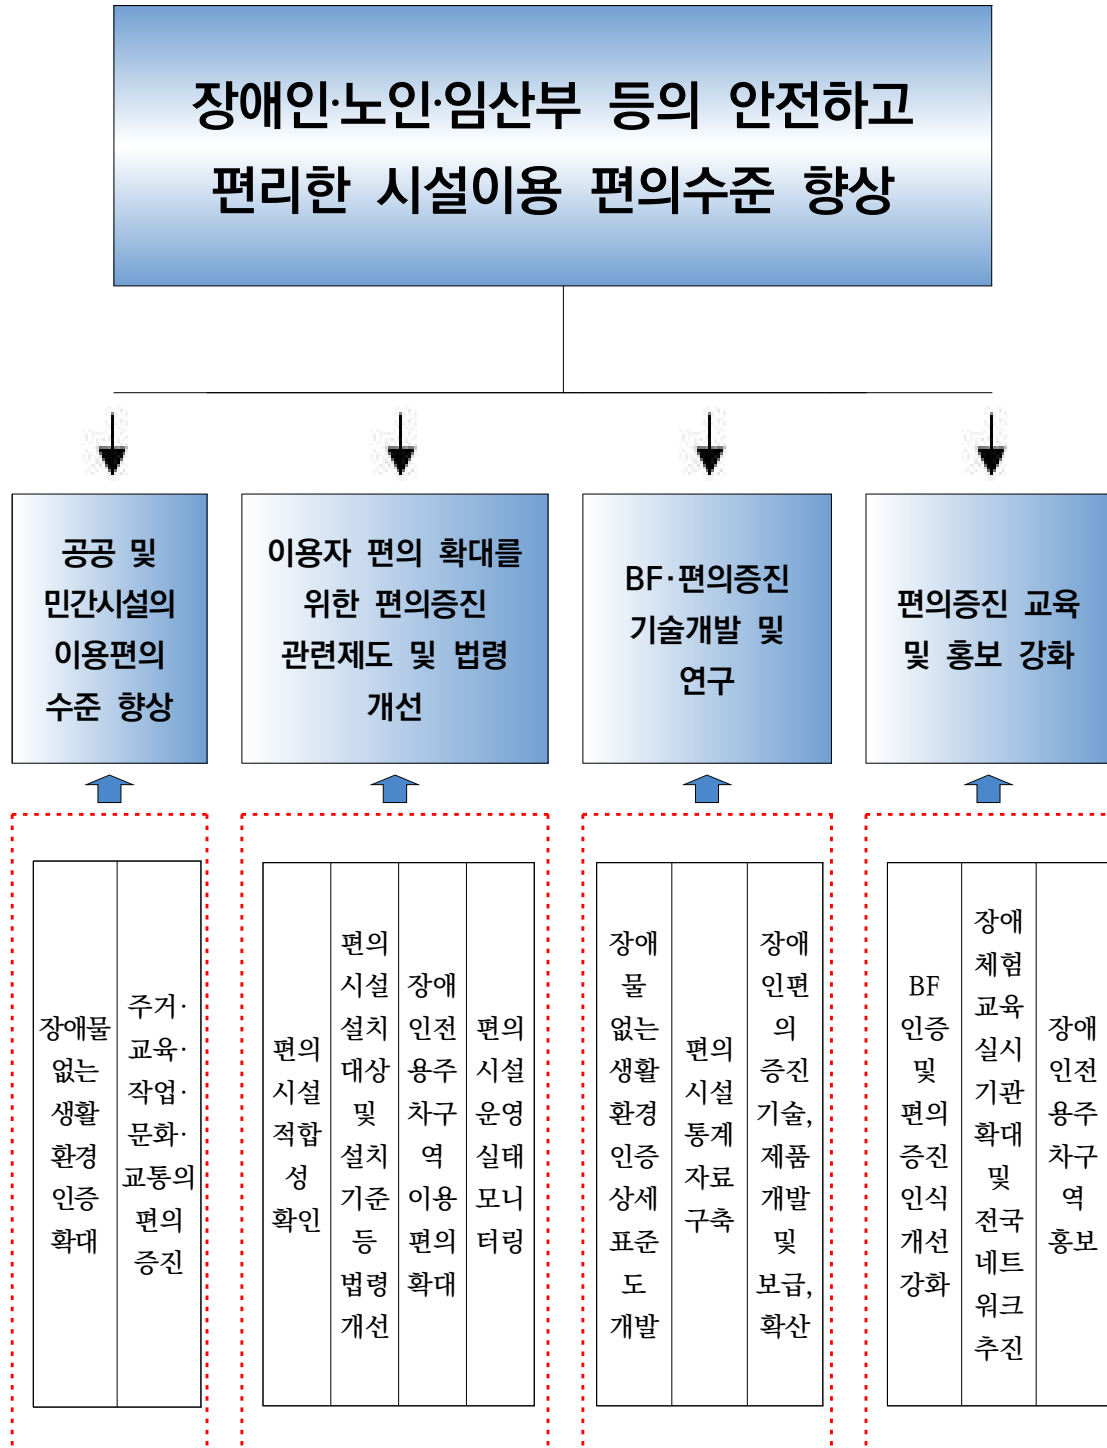 장애인·노인·임산부 등의 안전하고
편리한 시설이용 편의수준 향상
공공 및
민간시설의
이용편의
수준 향상
이용자 편의 확대를
위한 편의증진
관련제도 및 법령
개선
BF·편의증진
기술개발 및
연구
편의증진 교육
및 홍보 강화
장애물
없는
생활
환경
인증
확대
주거·
교육·
작업·
문화·
교통의
편의
증진
편의
시설
적합
성
확인
편의
시설
설치
대상
및
설치
기준
등
법령
개선
장애
인전
용주
차구
역
이용
편의
확대
편의
시설
운영
실태
모니
터링
장애
물
없는
생활
환경
인증
상세
표준
도
개발
편의
시설
통계
자료
구축
장애
인편
의
증진
기술,
제품
개발
및
보급,
확산
BF
인증
및
편의
증진
인식
개선
강화
장애
체험
교육
실시
기관
확대
및
전국
네트
워크
추진
장애
인전
용주
차구
역
홍보